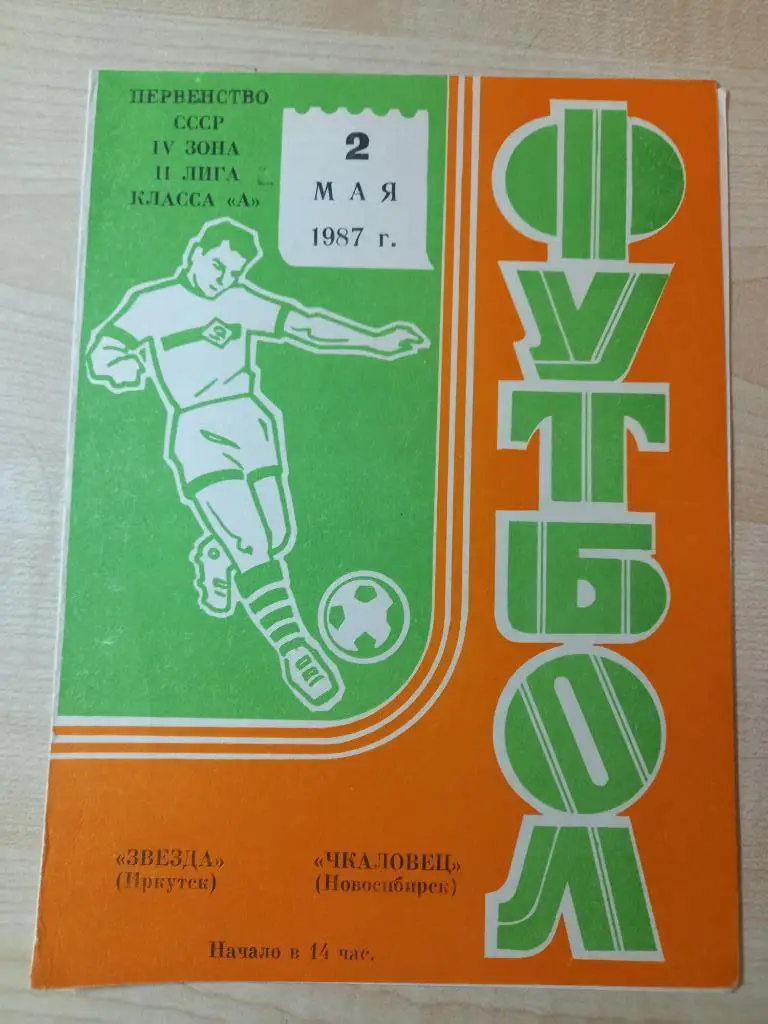 ПЕРВЕНСТВО
СССР
IV ЗОНА
II ЛИГА
КЛАССА «А»
2
МАЯ
1987 г.
ФУТБОЛ
«ЗВЕЗДА»
(Иркутск)
«ЧКАЛОВЕЦ»
(Новосибирск)
Начало в 14 час.